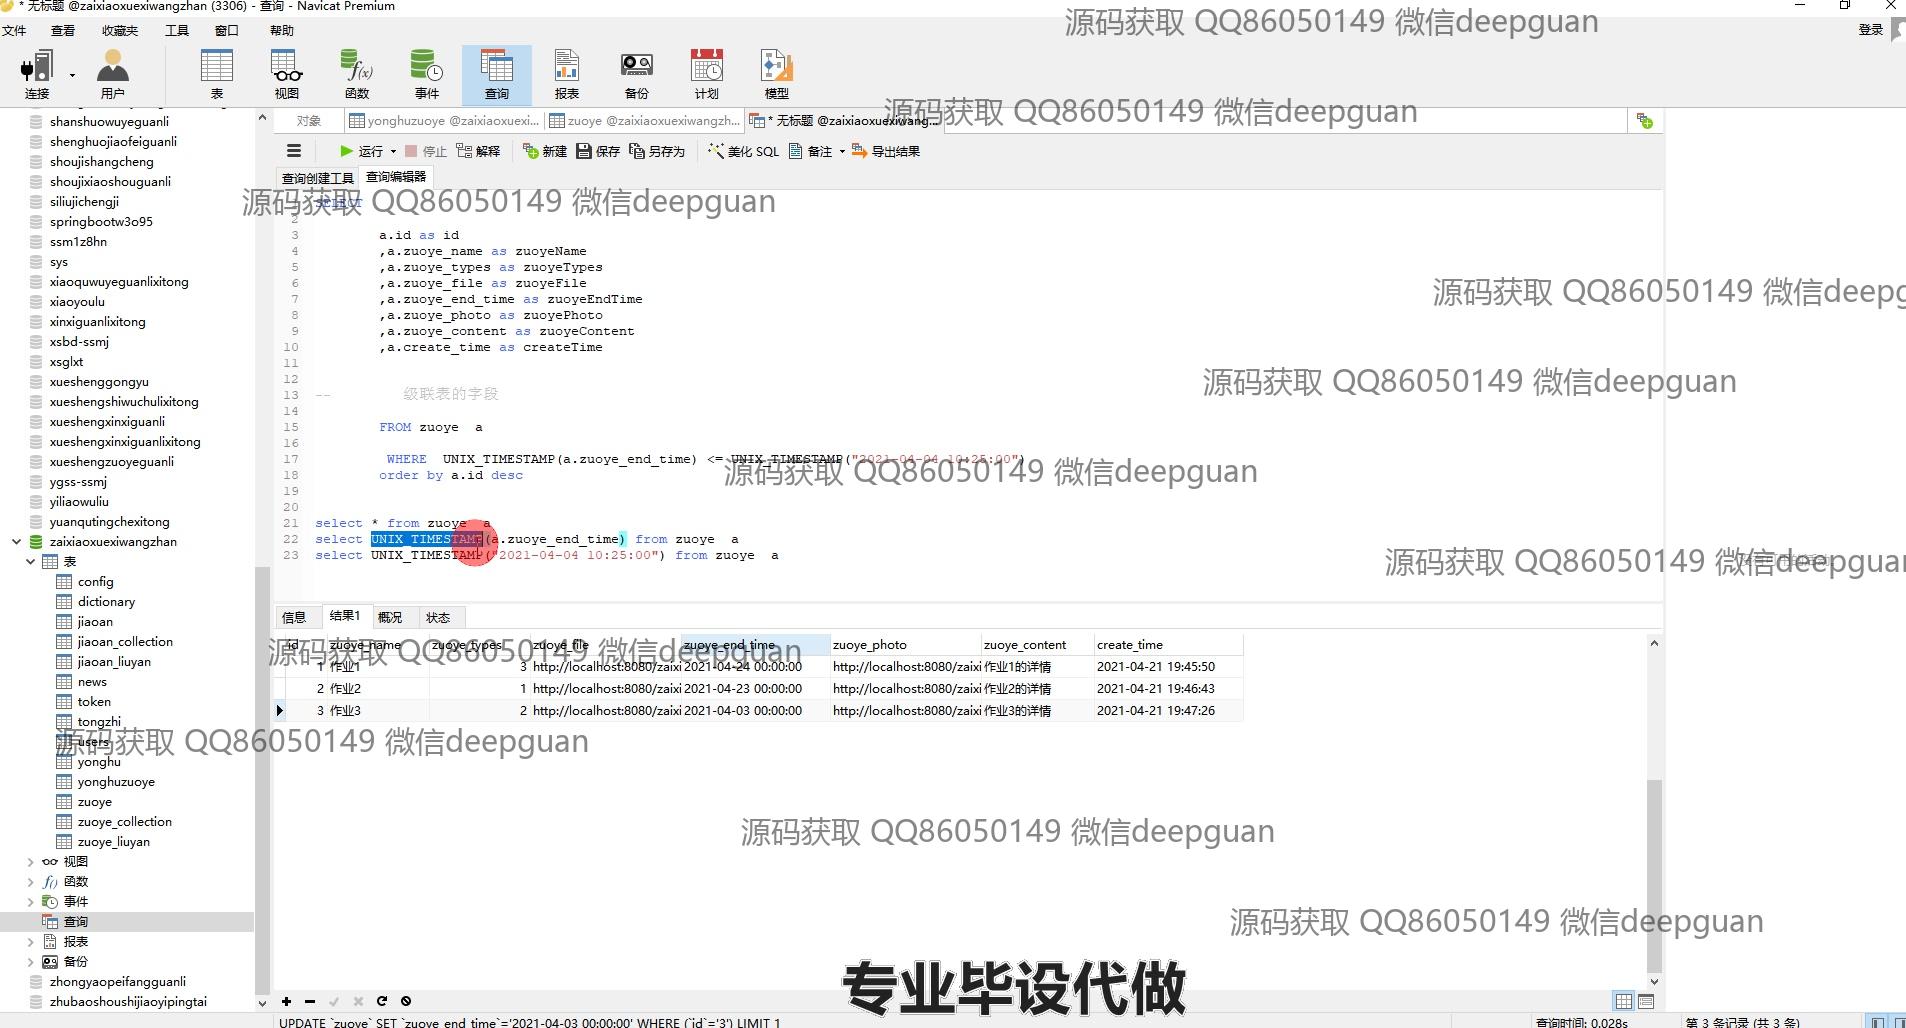 * 无标题 @zaixiaoxuexiwangzhan (3306) - 查询 - Navicat Premium
文件 查看 收藏夹 工具 窗口 帮助 登录
源码获取 QQ86050149 微信deepguan
连接 用户 表 视图 函数 事件 查询 报表 备份 计划 模型
源码获取 QQ86050149 微信deepguan
对象 yonghuzuoye @zaixiaoxuexi... zuoye @zaixiaoxuexiwangzh... * 无标题 @zaixiaoxuexiwang...
运行 停止 解释 新建 保存 另存为 美化 SQL 备注 导出结果
查询创建工具 查询编辑器
源码获取 QQ86050149 微信deepguan
shanshuowuyeguanli
shenghuojiaofeiguanli
shoujishangcheng
shoujixiaoshouguanli
siliujichengji
springbootw3o95
ssm1z8hn
sys
xiaoquwuyeguanlixitong
xiaoyoulu
xinxiguanlixitong
xsbd-ssmj
xsglxt
xueshenggongyu
xueshengshiwuchulixitong
xueshengxinxiguanli
xueshengxinxiguanlixitong
xueshengzuoyeguanli
ygss-ssmj
yiliaowuliu
yuanqutingchexitong
zaixiaoxuexiwangzhan
表
config
dictionary
jiaoan
jiaoan_collection
jiaoan_liuyan
news
token
tongzhi
users
yonghu
yonghuzuoye
zuoye
zuoye_collection
zuoye_liuyan
视图
函数
事件
查询
报表
备份
zhongyaopeifangguanli
zhubaoshoushijiaoyipingtai
SELECT
2
3 a.id as id
4 ,a.zuoye_name as zuoyeName
5 ,a.zuoye_types as zuoyeTypes
6 ,a.zuoye_file as zuoyeFile
7 ,a.zuoye_end_time as zuoyeEndTime
8 ,a.zuoye_photo as zuoyePhoto
9 ,a.zuoye_content as zuoyeContent
10 ,a.create_time as createTime
11
12
13 -- 级联表的字段
14
15 FROM zuoye a
16
17 WHERE UNIX_TIMESTAMP(a.zuoye_end_time) <= UNIX_TIMESTAMP("2021-04-04 10:25:00")
18 order by a.id desc
19
20
21 select * from zuoye a
22 select UNIX_TIMESTAMP(a.zuoye_end_time) from zuoye a
23 select UNIX_TIMESTAMP("2021-04-04 10:25:00") from zuoye a
源码获取 QQ86050149 微信deepg
源码获取 QQ86050149 微信deepguan
源码获取 QQ86050149 微信deepguan
源码获取 QQ86050149 微信deepguan
信息 结果1 概况 状态
id zuoye_name zuoye_types zuoye_file zuoye_end_time zuoye_photo zuoye_content create_time
1 作业1 3 http://localhost:8080/zaixi 2021-04-24 00:00:00 http://localhost:8080/zaixi 作业1的详情 2021-04-21 19:45:50
2 作业2 1 http://localhost:8080/zaixi 2021-04-23 00:00:00 http://localhost:8080/zaixi 作业2的详情 2021-04-21 19:46:43
3 作业3 2 http://localhost:8080/zaixi 2021-04-03 00:00:00 http://localhost:8080/zaixi 作业3的详情 2021-04-21 19:47:26
源码获取 QQ86050149 微信deepguan
源码获取 QQ86050149 微信deepguan
源码获取 QQ86050149 微信deepguan
源码获取 QQ86050149 微信deepguan
专业毕设代做
UPDATE `zuoye` SET `zuoye_end_time`='2021-04-03 00:00:00' WHERE (`id`='3') LIMIT 1 查询时间: 0.028s 第 3 条记录 (共 3 条)